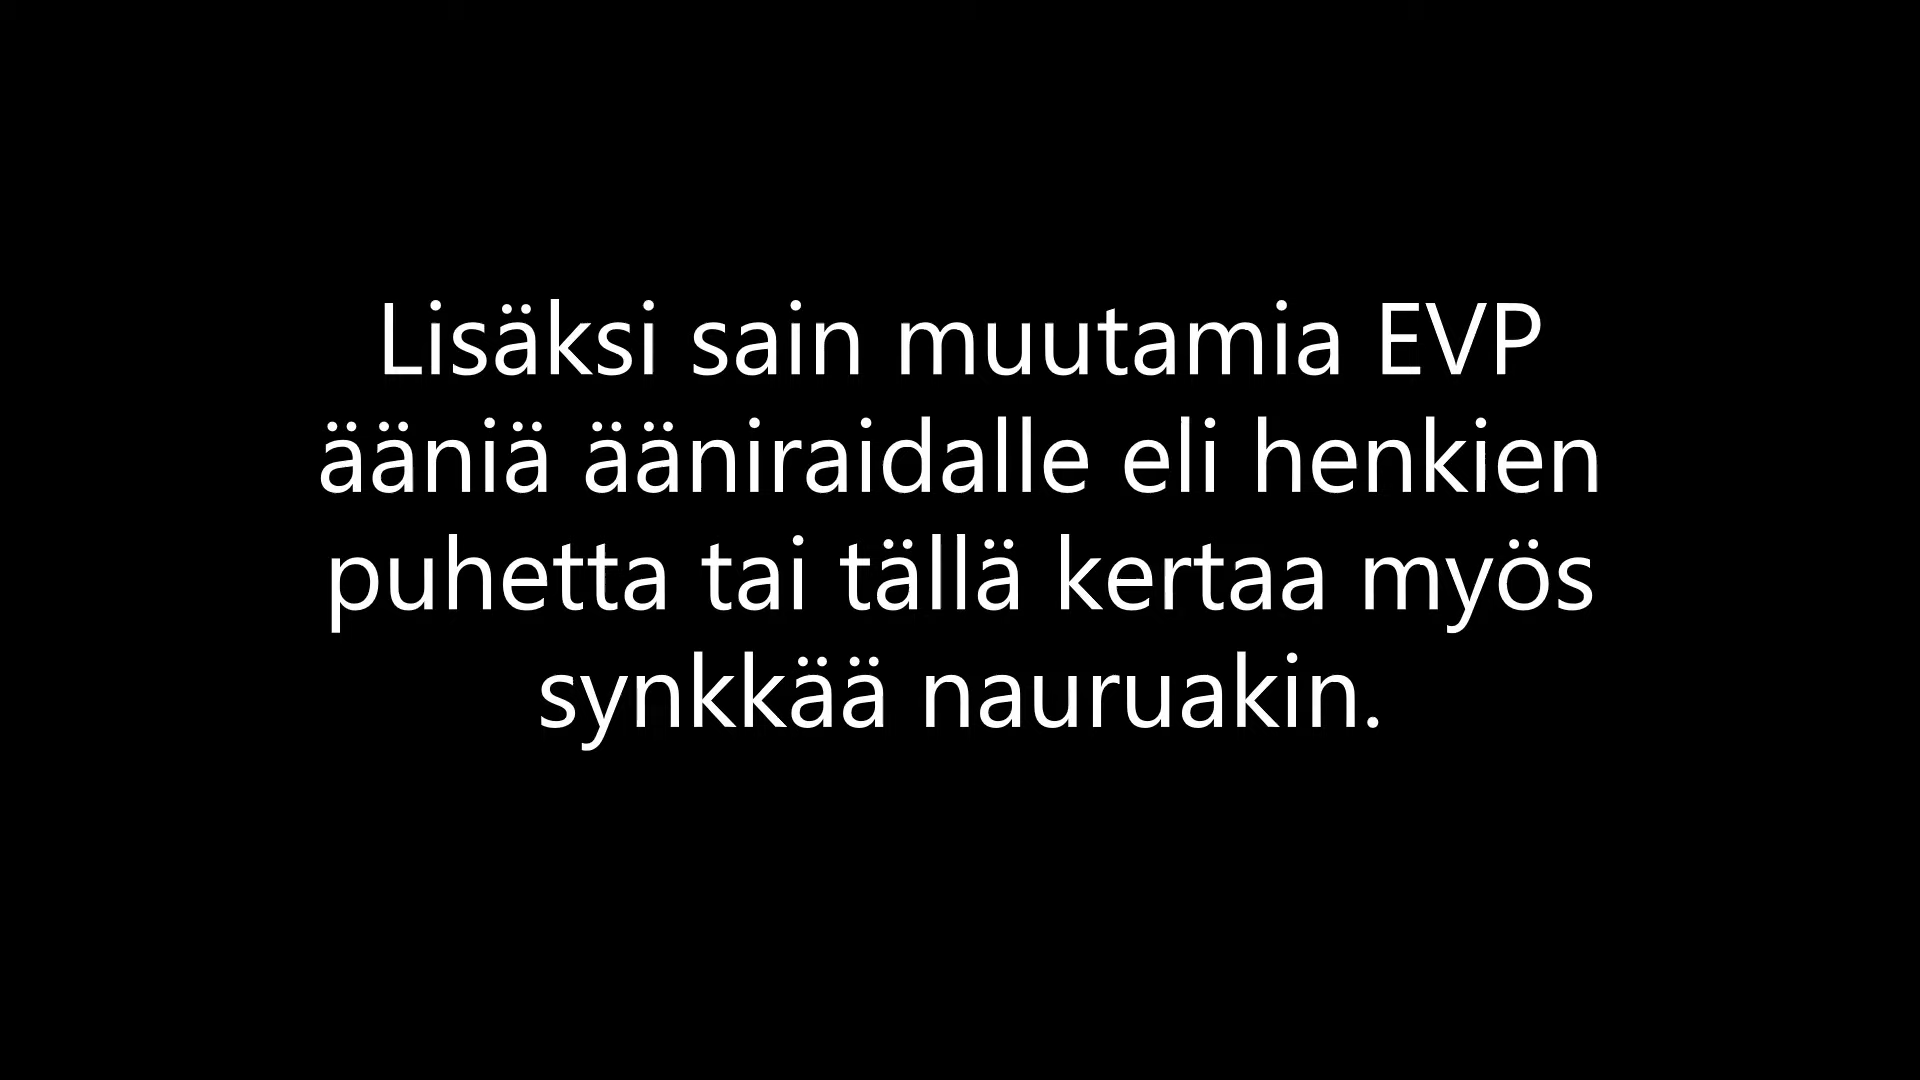 Lisäksi sain muutamia EVP
ääniä ääniraidalle eli henkien
puhetta tai tällä kertaa myös
synkkää nauruakin.